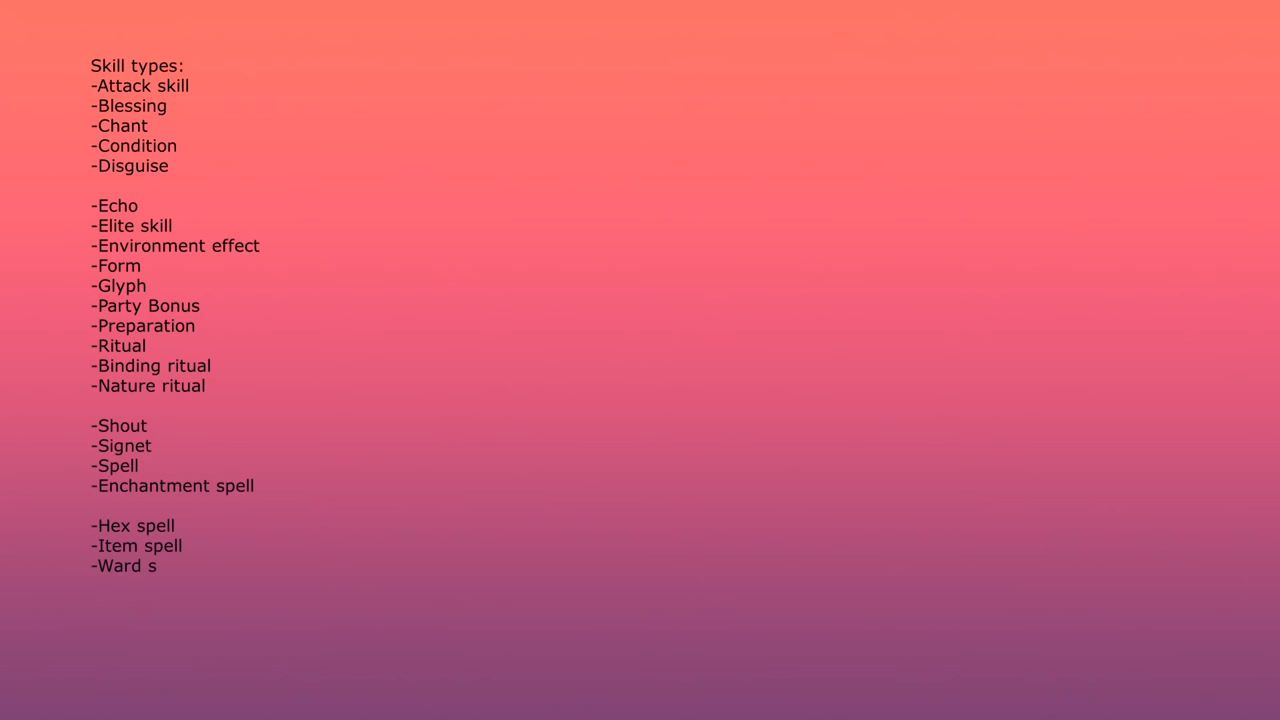 Skill types:
-Attack skill
-Blessing
-Chant
-Condition
-Disguise
-Echo
-Elite skill
-Environment effect
-Form
-Glyph
-Party Bonus
-Preparation
-Ritual
-Binding ritual
-Nature ritual
-Shout
-Signet
-Spell
-Enchantment spell
-Hex spell
-Item spell
-Ward s